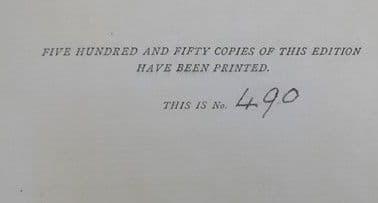 FIVE HUNDRED AND FIFTY COPIES OF THIS EDITION
HAVE BEEN PRINTED.
THIS IS No. 490